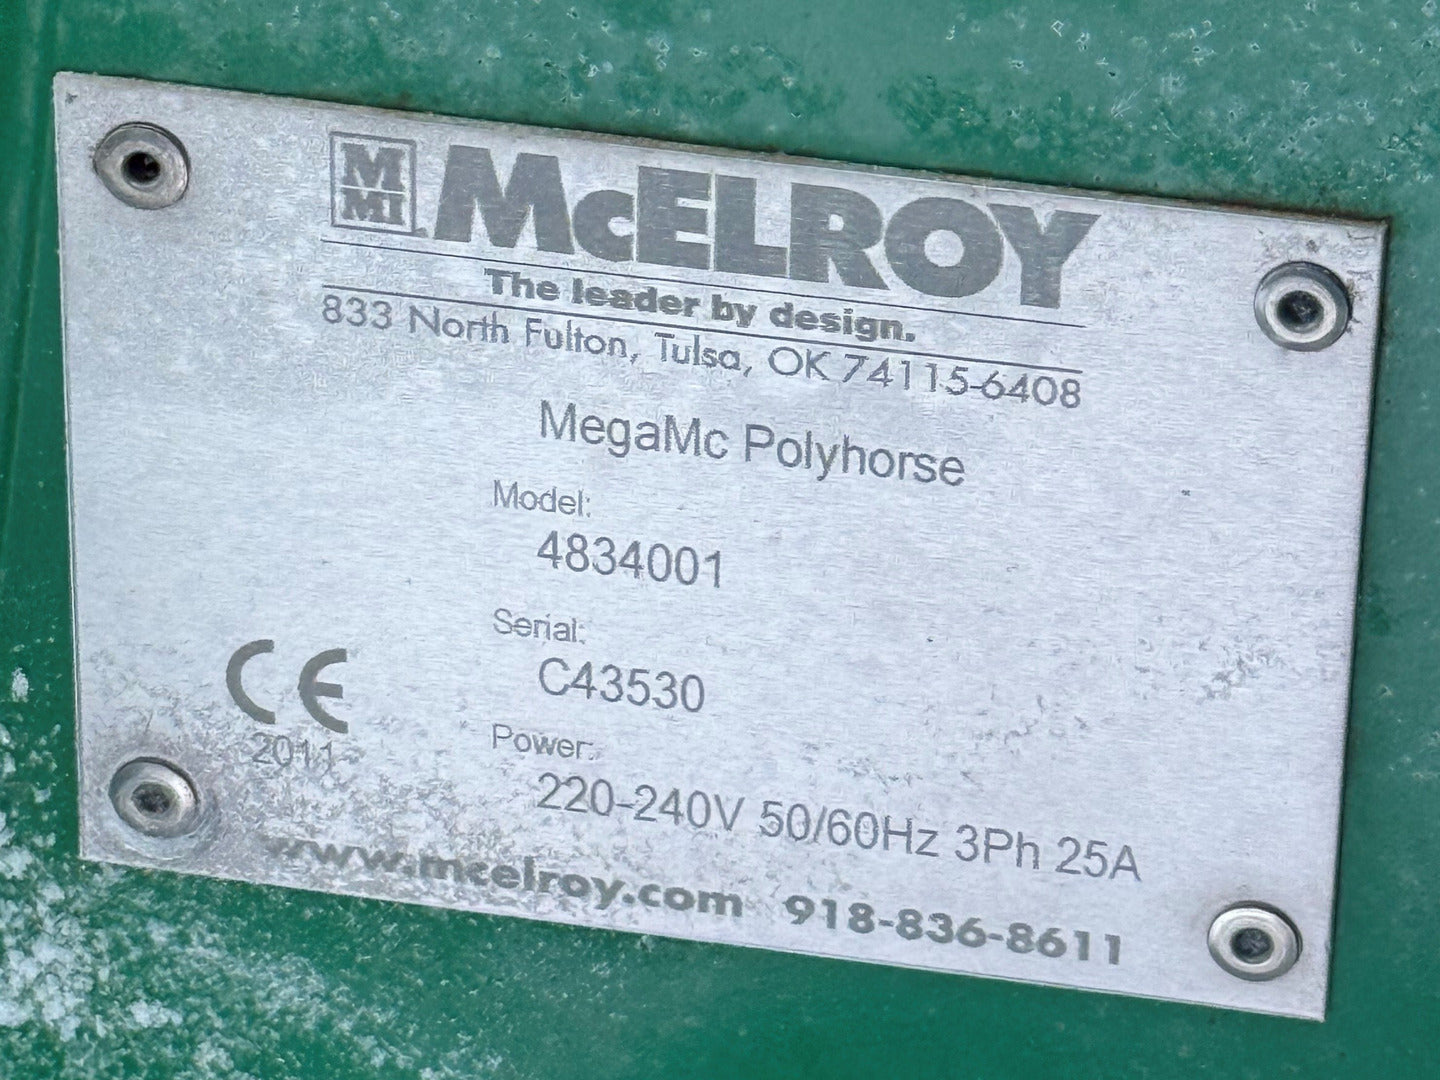 M
MI
McELROY
The leader by design.
833 North Fulton, Tulsa, OK 74115-6408
MegaMc Polyhorse
Model:
4834001
Serial:
C43530
CE
2011
Power:
220-240V 50/60Hz 3Ph 25A
www.mcelroy.com 918-836-8611